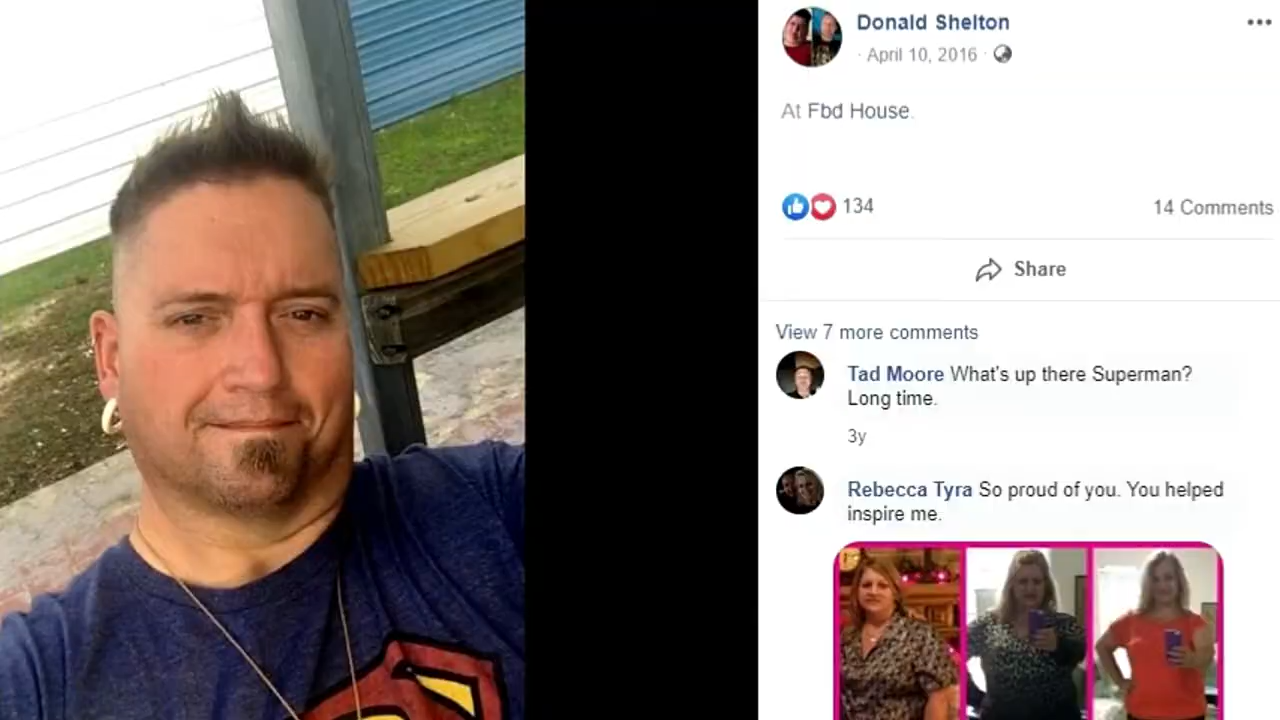 Donald Shelton
· April 10, 2016 ·
At Fbd House.
134
14 Comments
Share
View 7 more comments
Tad Moore What's up there Superman?
Long time.
3y
Rebecca Tyra So proud of you. You helped
inspire me.